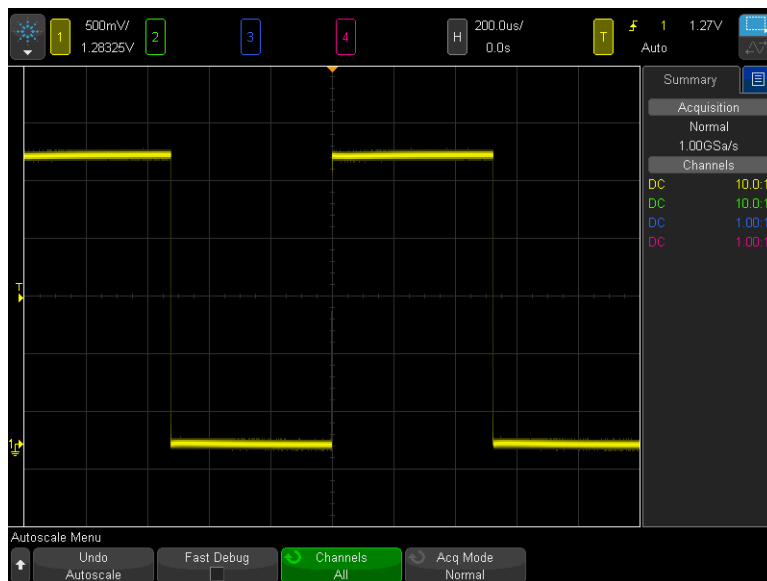 1 500mV/ 2 3 4 H 200.0us/ T 1 1.27V
1.28325V 0.0s Auto
Summary
Acquisition
Normal
1.00GSa/s
Channels
DC 10.0:1
DC 10.0:1
DC 1.00:1
DC 1.00:1
T
1
Autoscale Menu
Undo Fast Debug Channels Acq Mode
Autoscale All Normal